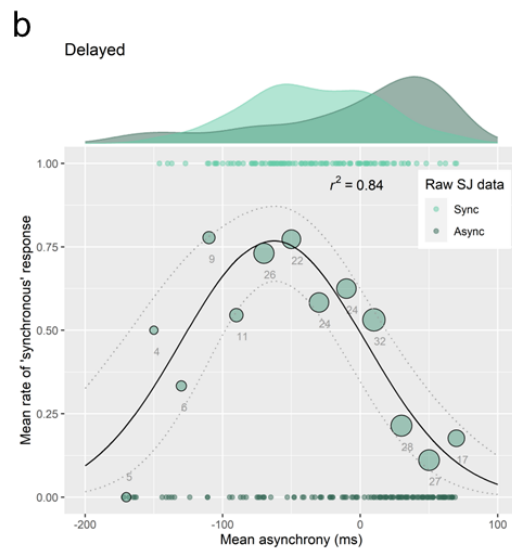 b
Delayed
1.00
r² = 0.84
Raw SJ data
Sync
Async
0.75
9
26
22
0.50
4
11
24
24
32
0.25
6
28
17
27
5
0.00
-200
-100
0
100
Mean asynchrony (ms)
Mean rate of 'synchronous' response